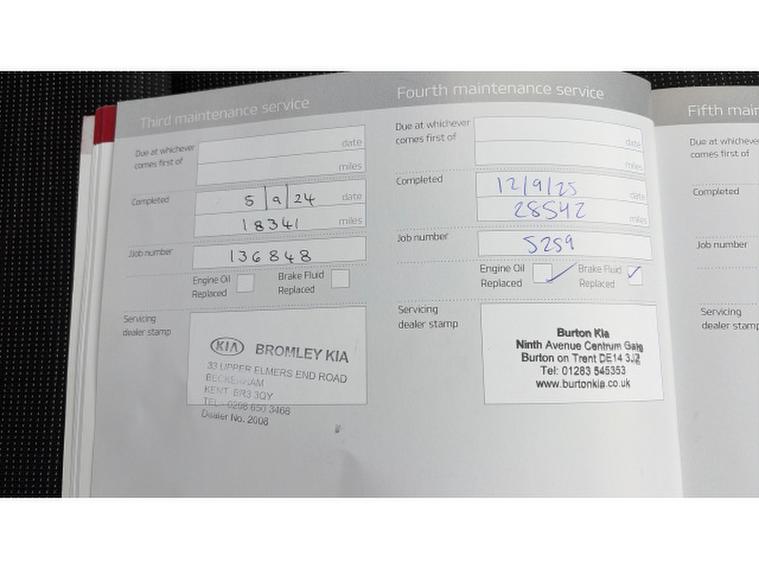 Third maintenance service
Due at whichever
comes first of
date
miles
Completed
5/9/24 date
18341 miles
Job number
136848
Engine Oil
Replaced
Brake Fluid
Replaced
Servicing
dealer stamp
KIA BROMLEY KIA
33 UPPER ELMERS END ROAD
BECKENHAM
KENT BR3 3QY
TEL: 0208 650 3468
Dealer No. 2008
Fourth maintenance service
Due at whichever
comes first of
date
miles
Completed
12/9/25 date
28542 miles
Job number
5259
Engine Oil
Replaced
Brake Fluid
Replaced
Servicing
dealer stamp
Burton Kia
Ninth Avenue Centrum Gate
Burton on Trent DE14 3JZ
Tel: 01283 545353
www.burtonkia.co.uk
Fifth main
Due at whicheve
comes first of
Completed
Job number
Servicing
dealer stamp